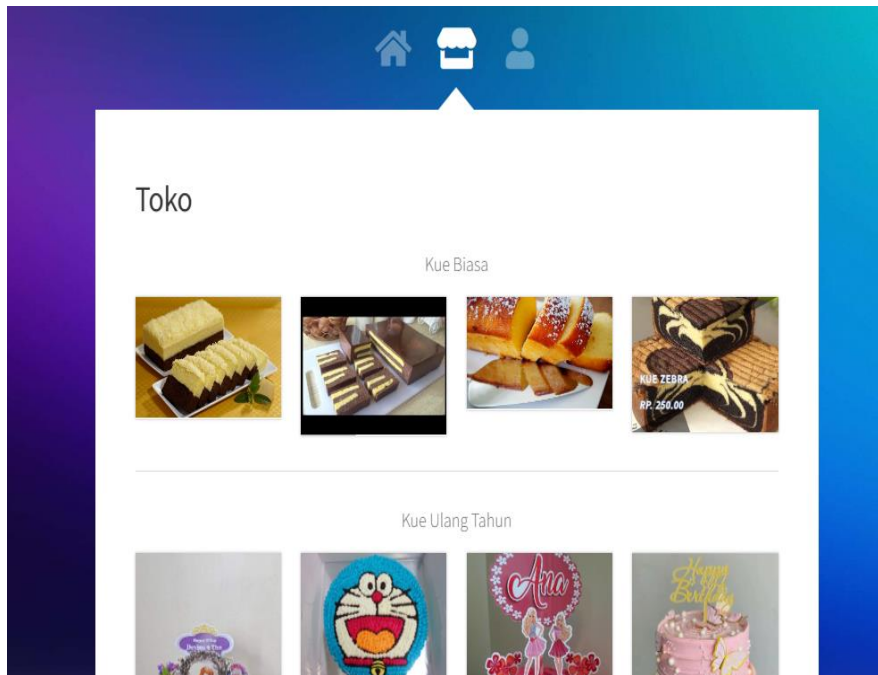 Toko
Kue Biasa
KUE ZEBRA
RP. 250.00
Kue Ulang Tahun
Ana
Happy
Birthday